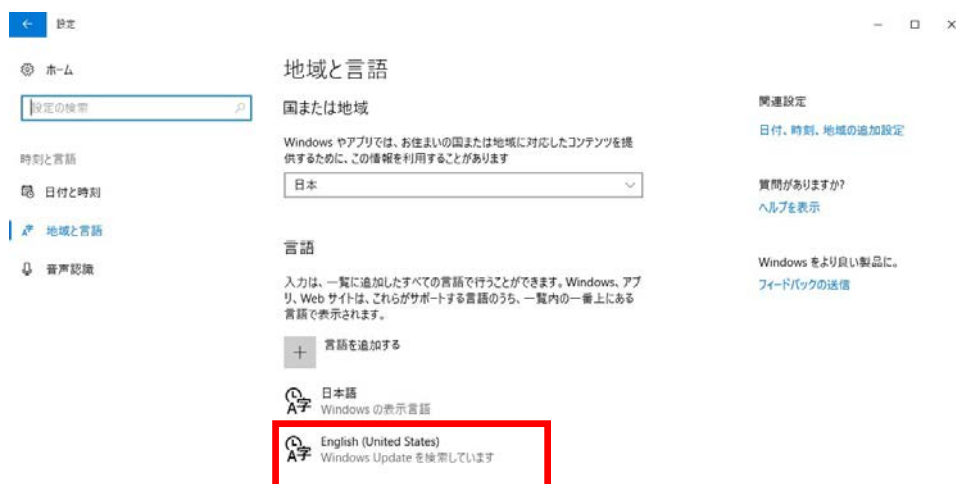 設定
ホーム
設定の検索
時刻と言語
日付と時刻
地域と言語
音声認識
地域と言語
国または地域
Windows やアプリでは、お住まいの国または地域に対応したコンテンツを提
供するために、この情報を利用することがあります
日本
言語
入力は、一覧に追加したすべての言語で行うことができます。Windows、アプ
リ、Web サイトは、これらがサポートする言語のうち、一覧内の一番上にある
言語で表示されます。
言語を追加する
日本語
Windows の表示言語
English (United States)
Windows Update を検索しています
関連設定
日付、時刻、地域の追加設定
質問がありますか?
ヘルプを表示
Windows をより良い製品に。
フィードバックの送信